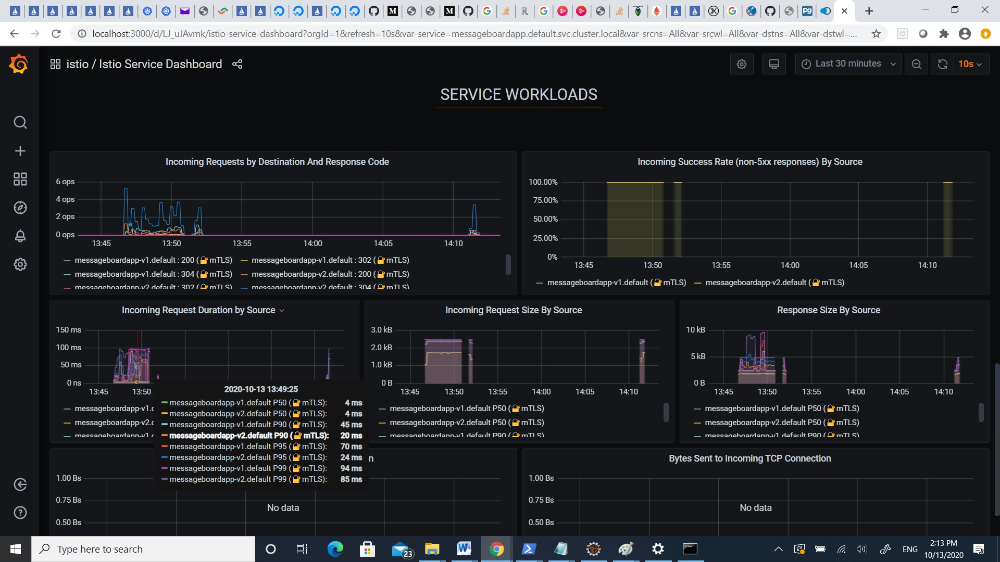 localhost:3000/d/LJ_uJAvmk/istio-service-dashboard?orgId=1&refresh=10s&var-service=messageboardapp.default.svc.cluster.local&var-srcns=All&var-srcwl=All&var-dstns=All&var-dstwl=...
istio / Istio Service Dashboard
Last 30 minutes
10s
SERVICE WORKLOADS
Incoming Requests by Destination And Response Code
6 ops
4 ops
2 ops
0 ops
13:45 13:50 13:55 14:00 14:05 14:10
messageboardapp-v1.default : 200 (🔐mTLS) messageboardapp-v1.default : 302 (🔐mTLS)
messageboardapp-v1.default : 304 (🔐mTLS) messageboardapp-v2.default : 200 (🔐mTLS)
messageboardapp-v2.default : 302 (🔐mTLS) messageboardapp-v2.default : 304 (🔐mTLS)
Incoming Success Rate (non-5xx responses) By Source
100.00%
75.00%
50.00%
25.00%
0%
13:45 13:50 13:55 14:00 14:05 14:10
messageboardapp-v1.default (🔐mTLS) messageboardapp-v2.default (🔐mTLS)
Incoming Request Duration by Source
150 ms
100 ms
50 ms
0 ns
13:45 13:50
messageboardapp-v1.c
messageboardapp-v2.c
messageboardapp-v1.c
2020-10-13 13:49:25
messageboardapp-v1.default P50 (🔐mTLS): 4 ms
messageboardapp-v2.default P50 (🔐mTLS): 4 ms
messageboardapp-v1.default P90 (🔐mTLS): 45 ms
messageboardapp-v2.default P90 (🔐mTLS): 20 ms
messageboardapp-v1.default P95 (🔐mTLS): 70 ms
messageboardapp-v2.default P95 (🔐mTLS): 24 ms
messageboardapp-v1.default P99 (🔐mTLS): 94 ms
messageboardapp-v2.default P99 (🔐mTLS): 85 ms
Incoming Request Size By Source
3.0 kB
2.0 kB
1.0 kB
0 B
13:45 13:50 13:55 14:00 14:05 14:10
messageboardapp-v1.default P50 (🔐mTLS)
messageboardapp-v2.default P50 (🔐mTLS)
messageboardapp-v1.default P90 (🔐mTLS)
Response Size By Source
10 kB
5 kB
0 B
13:45 13:50 13:55 14:00 14:05 14:10
messageboardapp-v1.default P50 (🔐mTLS)
messageboardapp-v2.default P50 (🔐mTLS)
messageboardapp-v1.default P90 (🔐mTLS)
n
1.00 Bs
0.75 Bs
0.50 Bs
No data
Bytes Sent to Incoming TCP Connection
1.00 Bs
0.75 Bs
0.50 Bs
No data
Type here to search
23
ENG
2:13 PM
10/13/2020